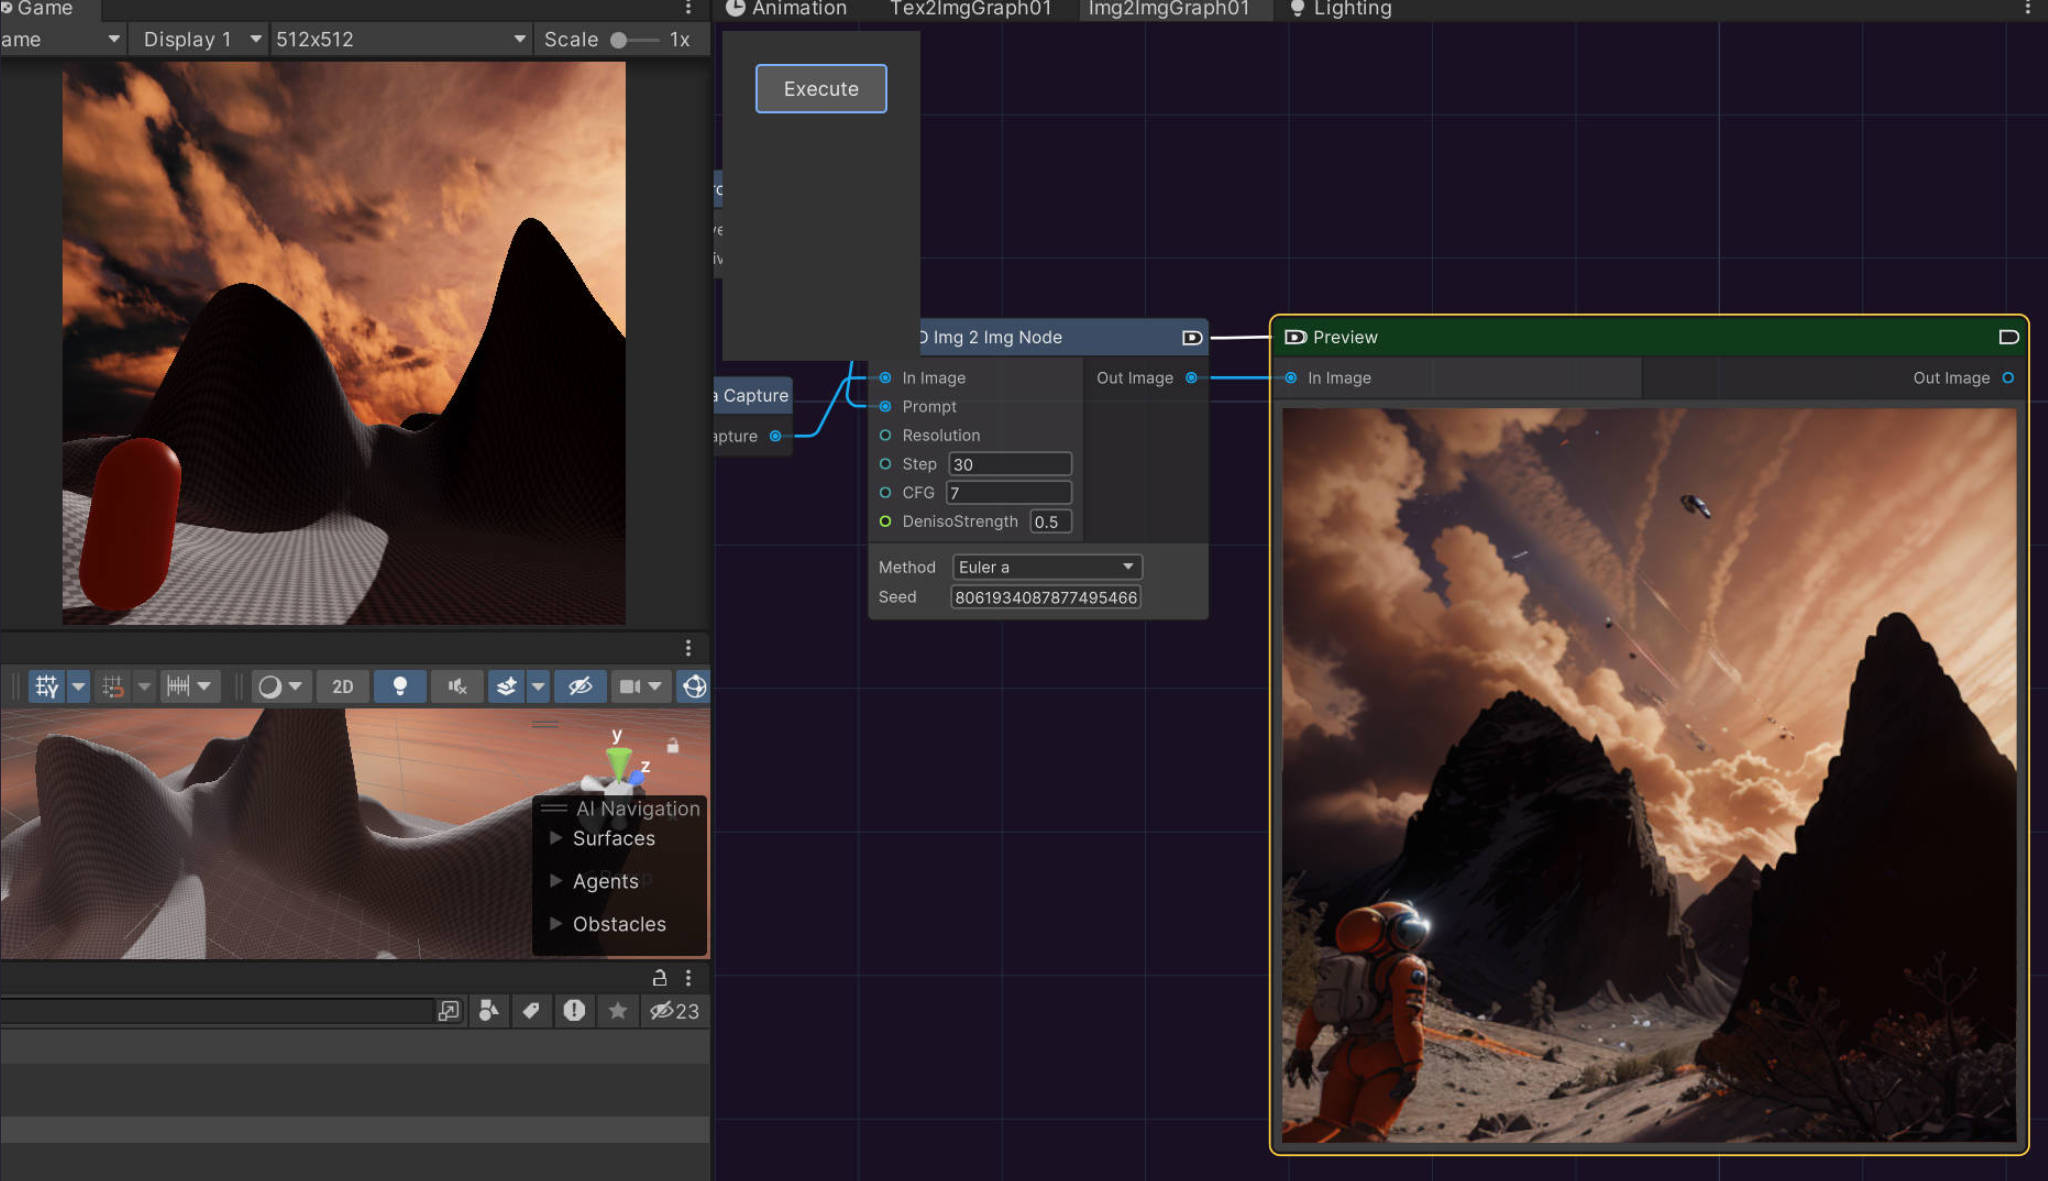 Game
Animation
Tex2ImgGraph01
Img2ImgGraph01
Lighting
ame
Display 1
512x512
Scale
1x
Execute
Img 2 Img Node
Preview
In Image
Out Image
In Image
Out Image
a Capture
Prompt
apture
Resolution
Step 30
CFG 7
DenisoStrength 0.5
Method Euler a
Seed 8061934087877495466
2D
y
z
AI Navigation
Surfaces
Agents
Obstacles
23